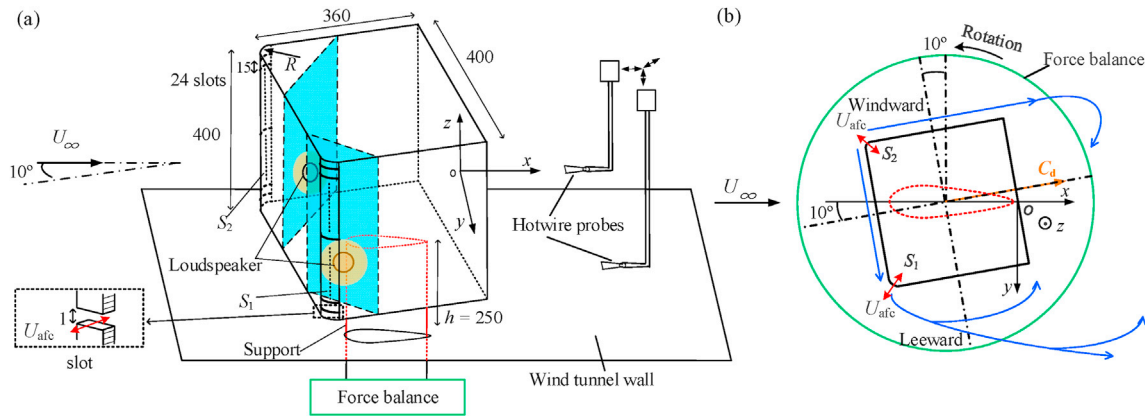 (a)
360
400
15
R
24 slots
400
U∞
10°
z
x
o
y
S2
Loudspeaker
Hotwire probes
S1
1
Uafc
slot
h = 250
Support
Wind tunnel wall
Force balance
(b)
10°
Rotation
Force balance
Windward
Uafc
S2
Cd
x
U∞
10°
o
z
S1
y
Uafc
Leeward